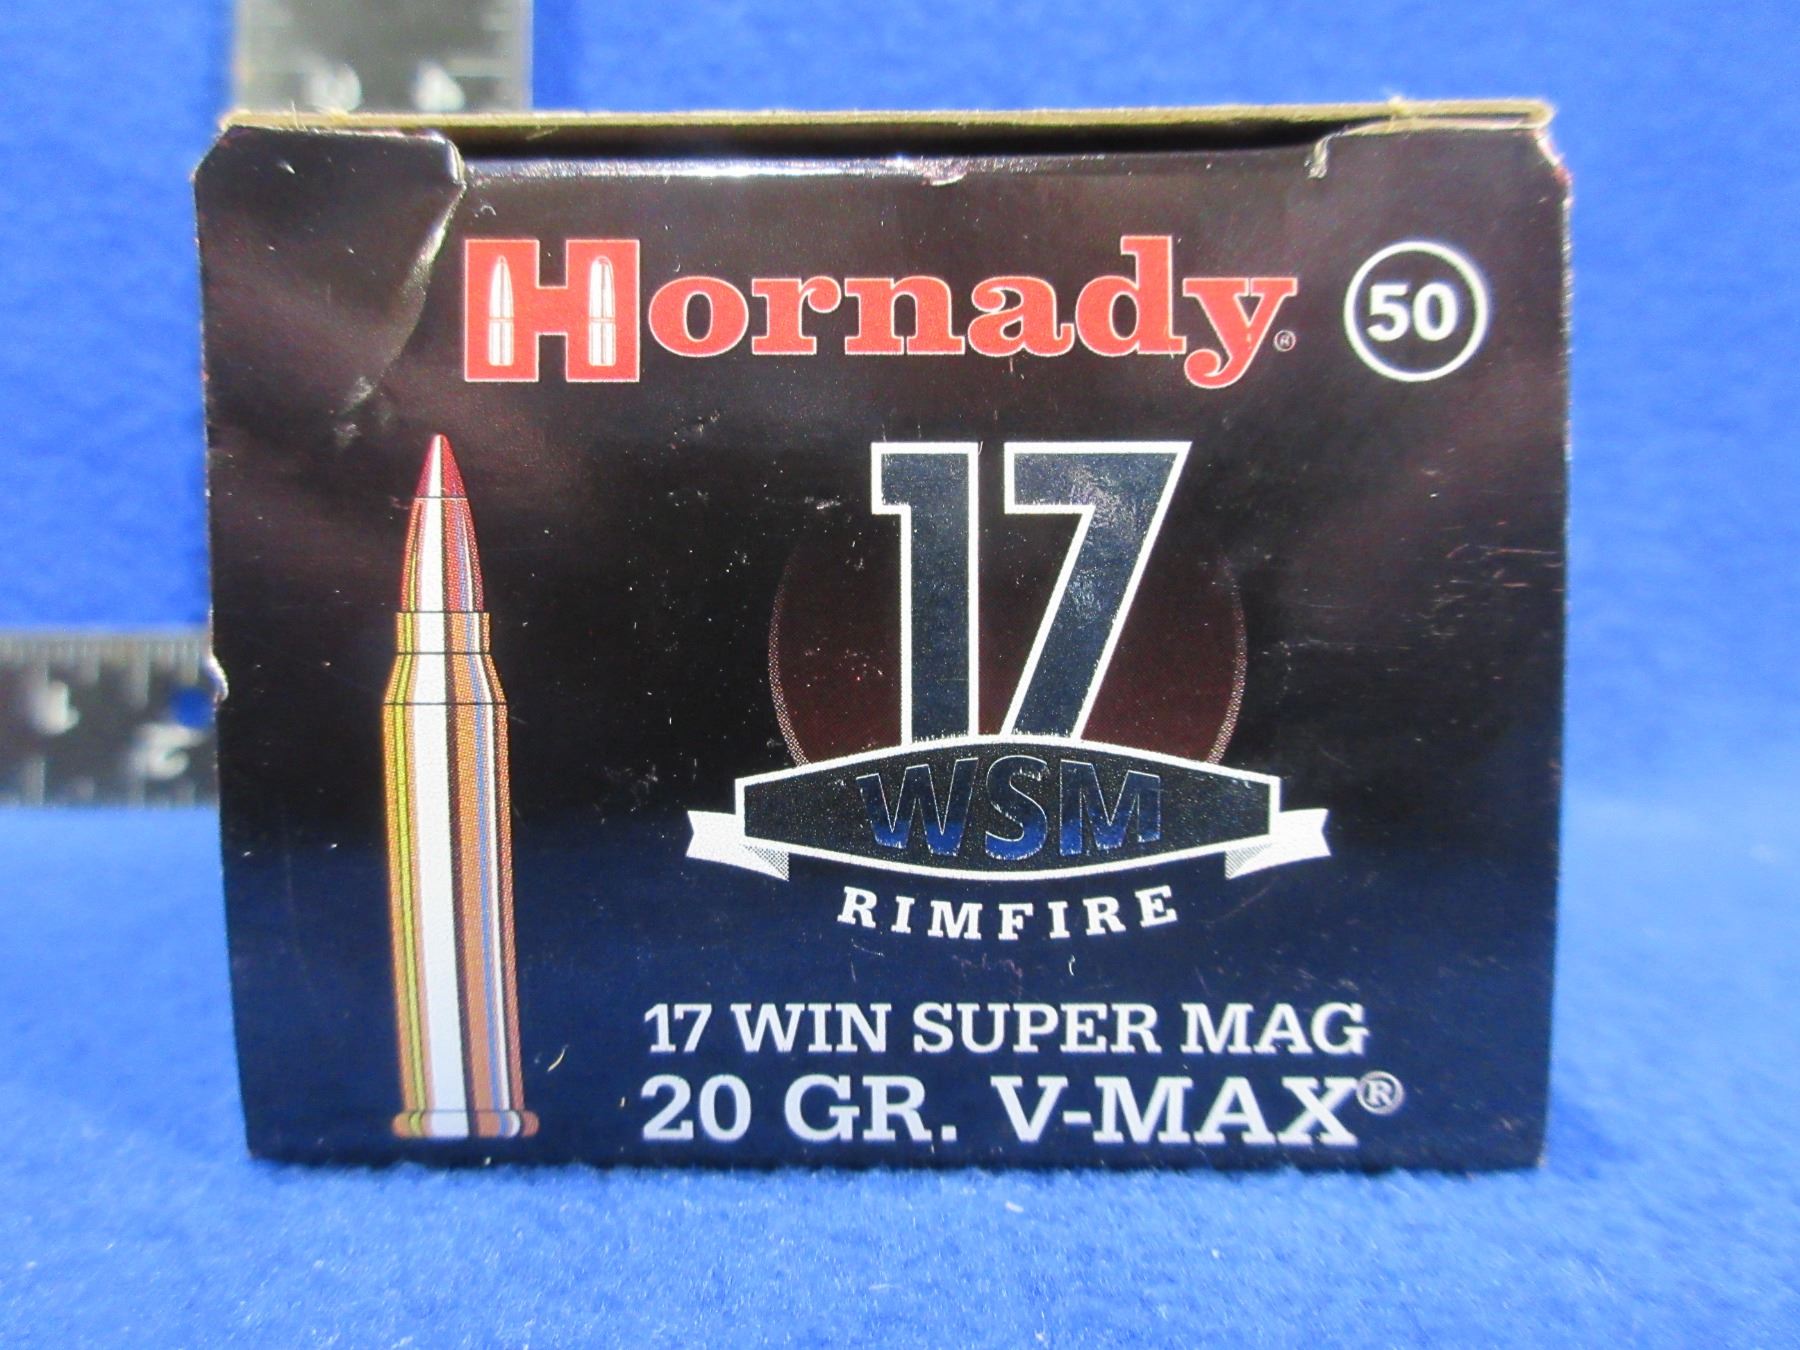 Hornady® 50
17
WSM
RIMFIRE
17 WIN SUPER MAG
20 GR. V-MAX®